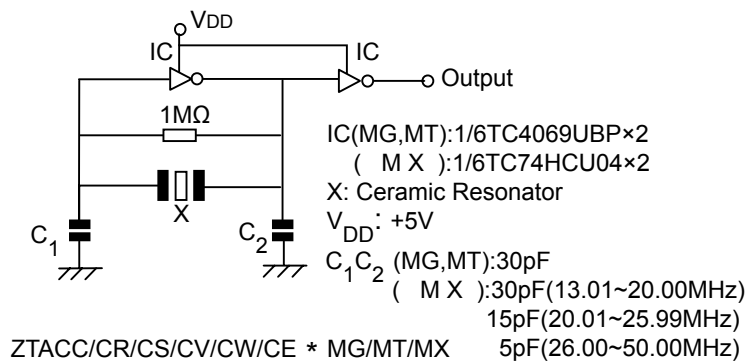 VDD
IC IC
Output
1MΩ
X
C1 C2
IC(MG,MT):1/6TC4069UBP×2
( M X ):1/6TC74HCU04×2
X: Ceramic Resonator
VDD: +5V
C1C2 (MG,MT):30pF
( M X ):30pF(13.01~20.00MHz)
15pF(20.01~25.99MHz)
5pF(26.00~50.00MHz)
ZTACC/CR/CS/CV/CW/CE * MG/MT/MX